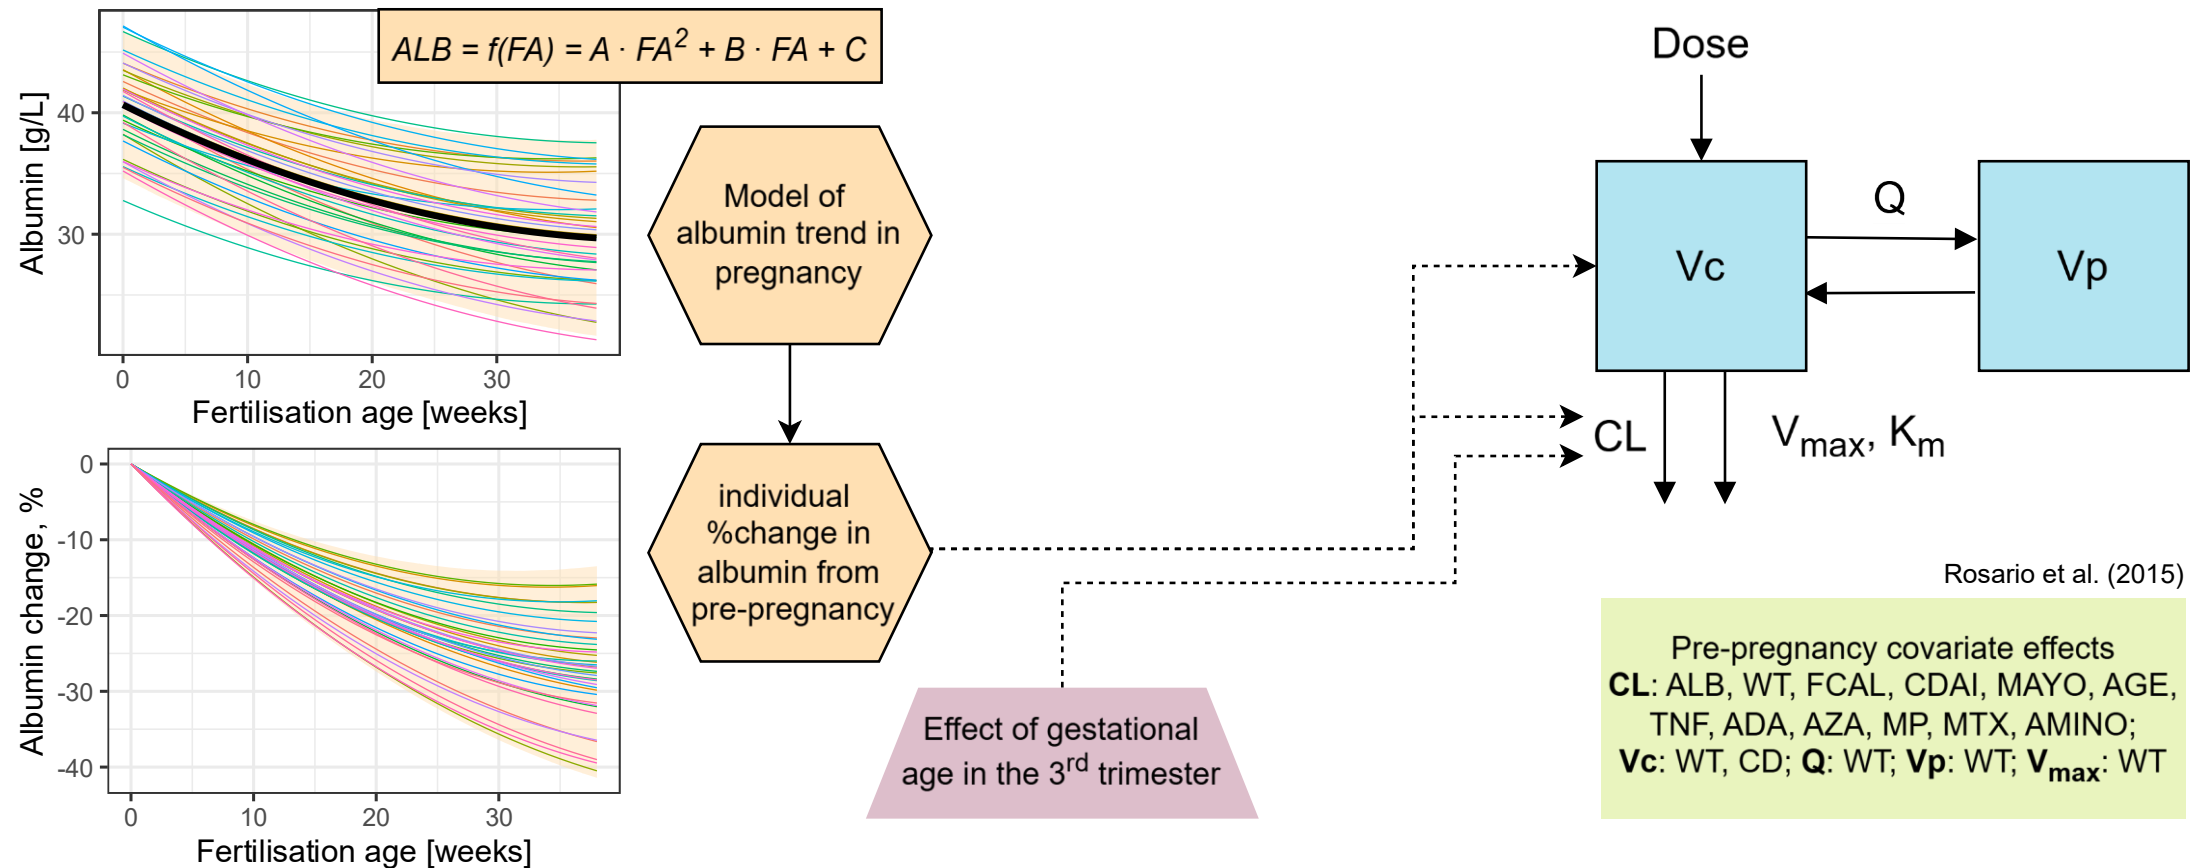 ALB = f(FA) = A · FA² + B · FA + C
Albumin [g/L]
40
30
0 10 20 30
Fertilisation age [weeks]
Model of
albumin trend in
pregnancy
Albumin change, %
0
-10
-20
-30
-40
0 10 20 30
Fertilisation age [weeks]
individual
%change in
albumin from
pre-pregnancy
Effect of gestational
age in the 3rd trimester
Dose
Vc
Q
Vp
CL
Vmax, Km
Rosario et al. (2015)
Pre-pregnancy covariate effects
CL: ALB, WT, FCAL, CDAI, MAYO, AGE,
TNF, ADA, AZA, MP, MTX, AMINO;
Vc: WT, CD; Q: WT; Vp: WT; Vmax: WT